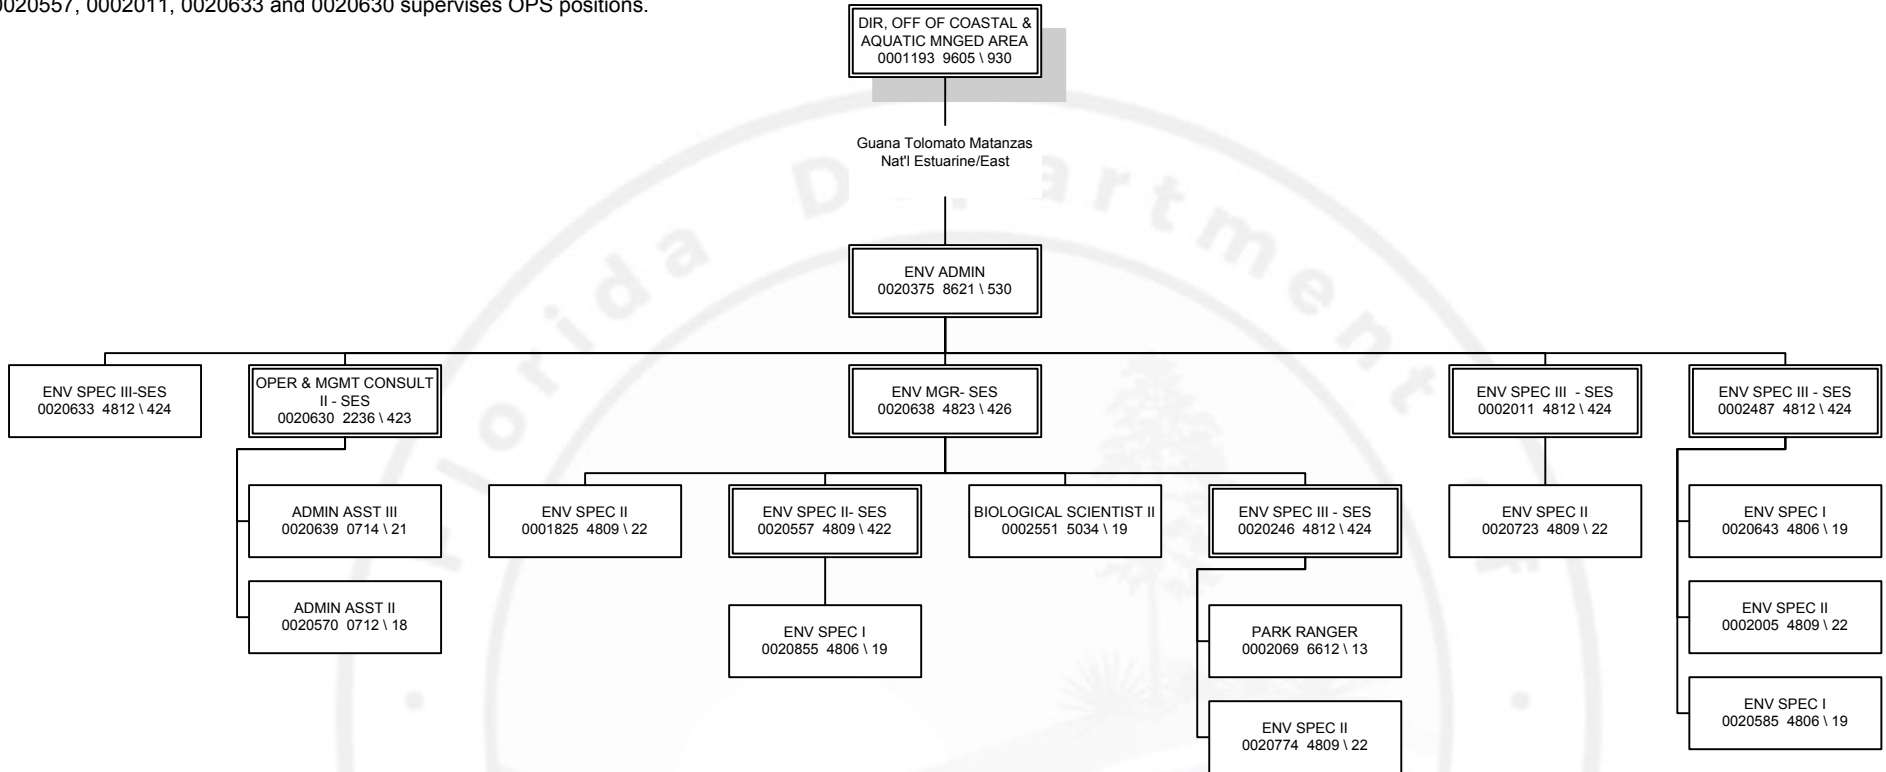 0020557, 0002011, 0020633 and 0020630 supervises OPS positions.
DIR, OFF OF COASTAL &
AQUATIC MNGED AREA
0001193 9605 \ 930
Guana Tolomato Matanzas
Nat'l Estuarine/East
ENV ADMIN
0020375 8621 \ 530
ENV SPEC III-SES
0020633 4812 \ 424
OPER & MGMT CONSULT
II - SES
0020630 2236 \ 423
ENV MGR- SES
0020638 4823 \ 426
ENV SPEC III - SES
0002011 4812 \ 424
ENV SPEC III - SES
0002487 4812 \ 424
ADMIN ASST III
0020639 0714 \ 21
ENV SPEC II
0001825 4809 \ 22
ENV SPEC II- SES
0020557 4809 \ 422
BIOLOGICAL SCIENTIST II
0002551 5034 \ 19
ENV SPEC III - SES
0020246 4812 \ 424
ENV SPEC II
0020723 4809 \ 22
ENV SPEC I
0020643 4806 \ 19
ADMIN ASST II
0020570 0712 \ 18
ENV SPEC I
0020855 4806 \ 19
PARK RANGER
0002069 6612 \ 13
ENV SPEC II
0002005 4809 \ 22
ENV SPEC II
0020774 4809 \ 22
ENV SPEC I
0020585 4806 \ 19
Florida